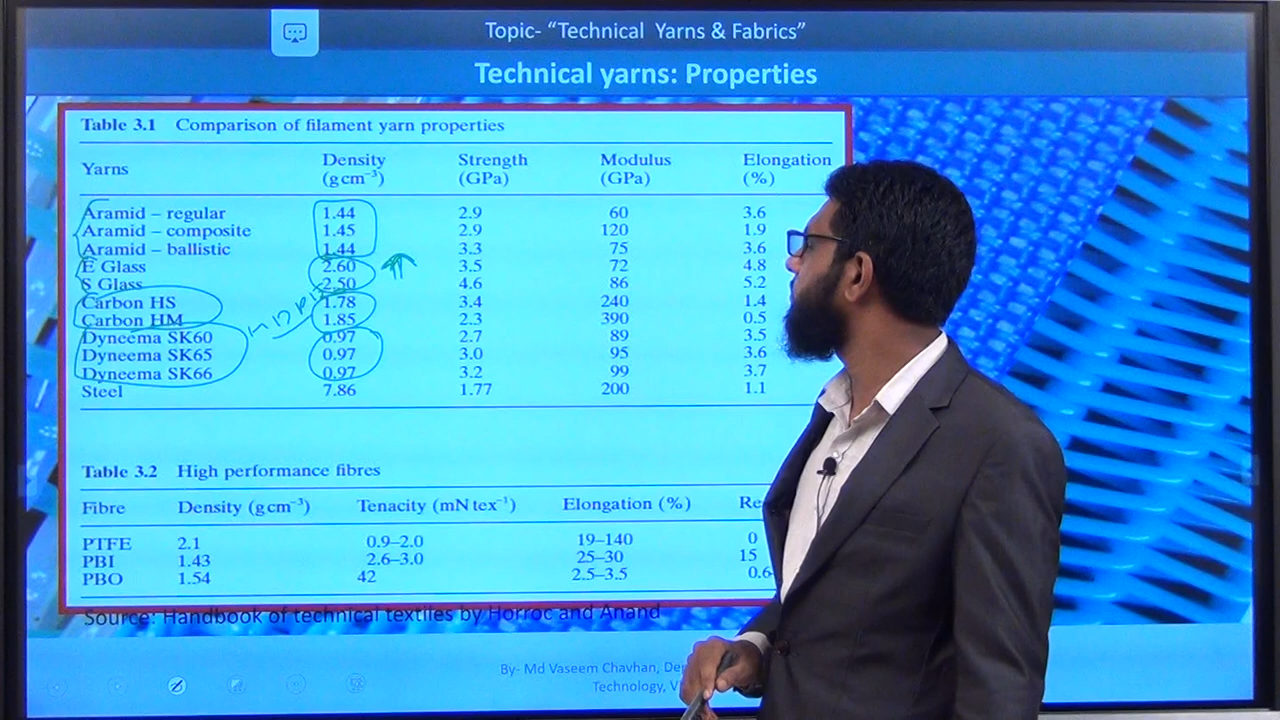 Topic- “Technical Yarns & Fabrics”
Technical yarns: Properties
Table 3.1 Comparison of filament yarn properties
Yarns Density (g cm⁻³) Strength (GPa) Modulus (GPa) Elongation (%)
Aramid – regular 1.44 2.9 60 3.6
Aramid – composite 1.45 2.9 120 1.9
Aramid – ballistic 1.44 3.3 75 3.6
E Glass 2.60 3.5 72 4.8
S Glass 2.50 4.6 86 5.2
Carbon HS 1.78 3.4 240 1.4
Carbon HM 1.85 2.3 390 0.5
Dyneema SK60 0.97 2.7 89 3.5
Dyneema SK65 0.97 3.0 95 3.6
Dyneema SK66 0.97 3.2 99 3.7
Steel 7.86 1.77 200 1.1
Table 3.2 High performance fibres
Fibre Density (g cm⁻³) Tenacity (mN tex⁻¹) Elongation (%)
PTFE 2.1 0.9–2.0 19–140 0
PBI 1.43 2.6–3.0 25–30 15
PBO 1.54 42 2.5–3.5 0.6
Source: Handbook of technical textiles by Horroc and Anand
By- Md Vaseem Chavhan,
Technology,